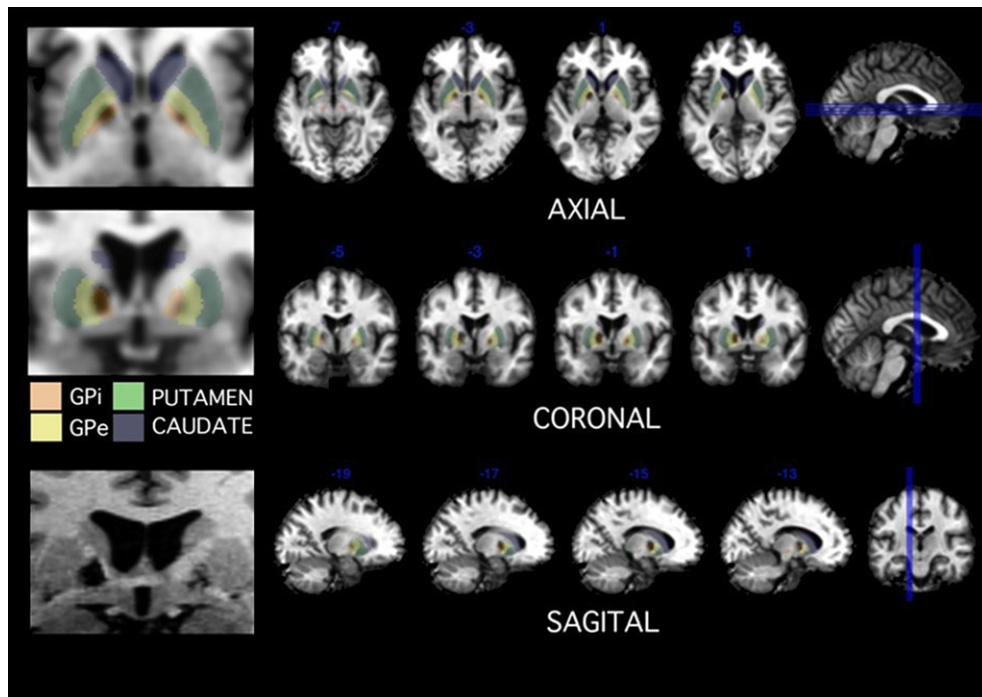 -7 -3 1 5
AXIAL
-5 -3 -1 1
GPi PUTAMEN
GPe CAUDATE
CORONAL
-19 -17 -15 -13
SAGITAL